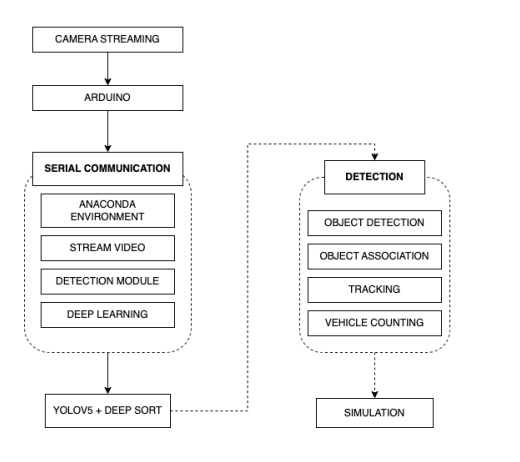 CAMERA STREAMING
ARDUINO
SERIAL COMMUNICATION
ANACONDA
ENVIRONMENT
STREAM VIDEO
DETECTION MODULE
DEEP LEARNING
YOLOV5 + DEEP SORT
DETECTION
OBJECT DETECTION
OBJECT ASSOCIATION
TRACKING
VEHICLE COUNTING
SIMULATION